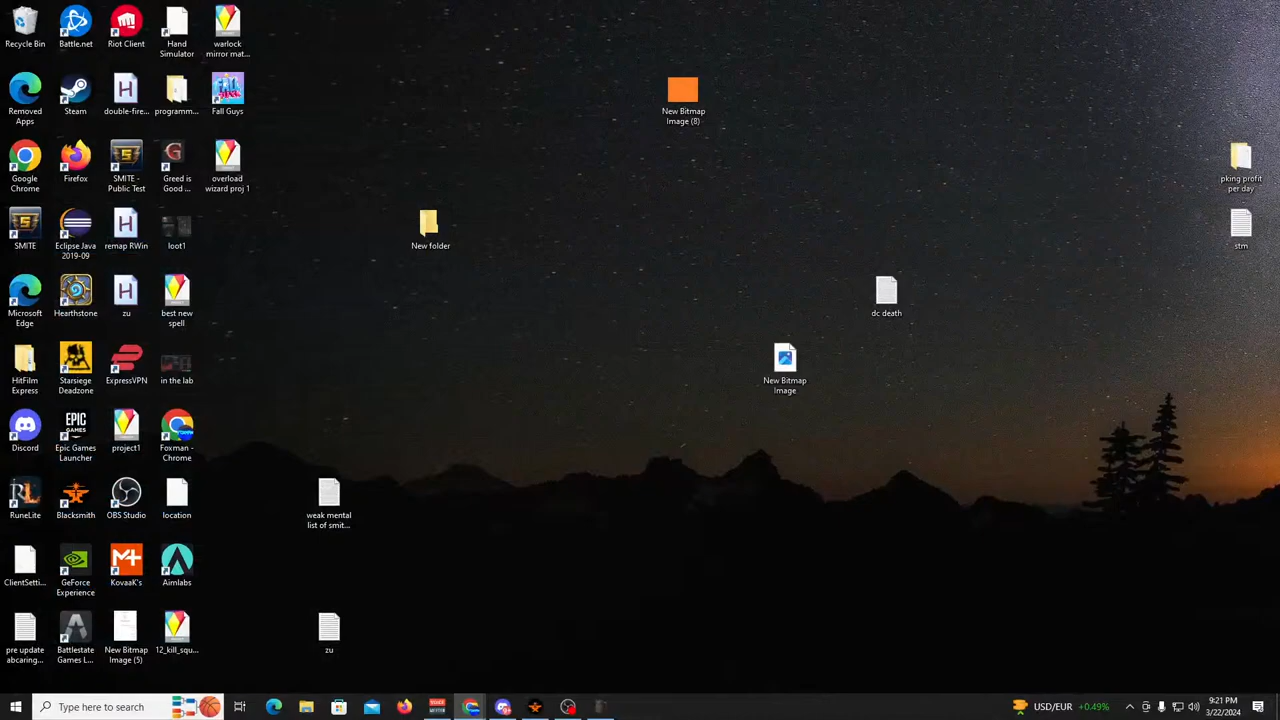 Recycle Bin
Battle.net
Riot Client
Hand
Simulator
warlock
mirror mat...
Removed
Apps
Steam
double-fire...
programm...
Fall Guys
New Bitmap
Image (8)
Google
Chrome
Firefox
SMITE -
Public Test
Greed is
Good ...
overload
wizard proj 1
pking profit
per day
SMITE
Eclipse Java
2019-09
remap RWin
loot1
New folder
stm
Microsoft
Edge
Hearthstone
zu
best new
spell
dc death
HitFilm
Express
Starsiege
Deadzone
ExpressVPN
in the lab
New Bitmap
Image
Discord
EPIC
GAMES
Epic Games
Launcher
project1
Foxman -
Chrome
RuneLite
Blacksmith
OBS Studio
location
weak mental
list of smit...
ClientSetti...
GeForce
Experience
KovaaK's
Aimlabs
pre update
abcaring...
Battlestate
Games L...
New Bitmap
Image (5)
12_kill_squ...
zu
Type here to search
USD/EUR +0.49%
9:21 PM
3/22/2024